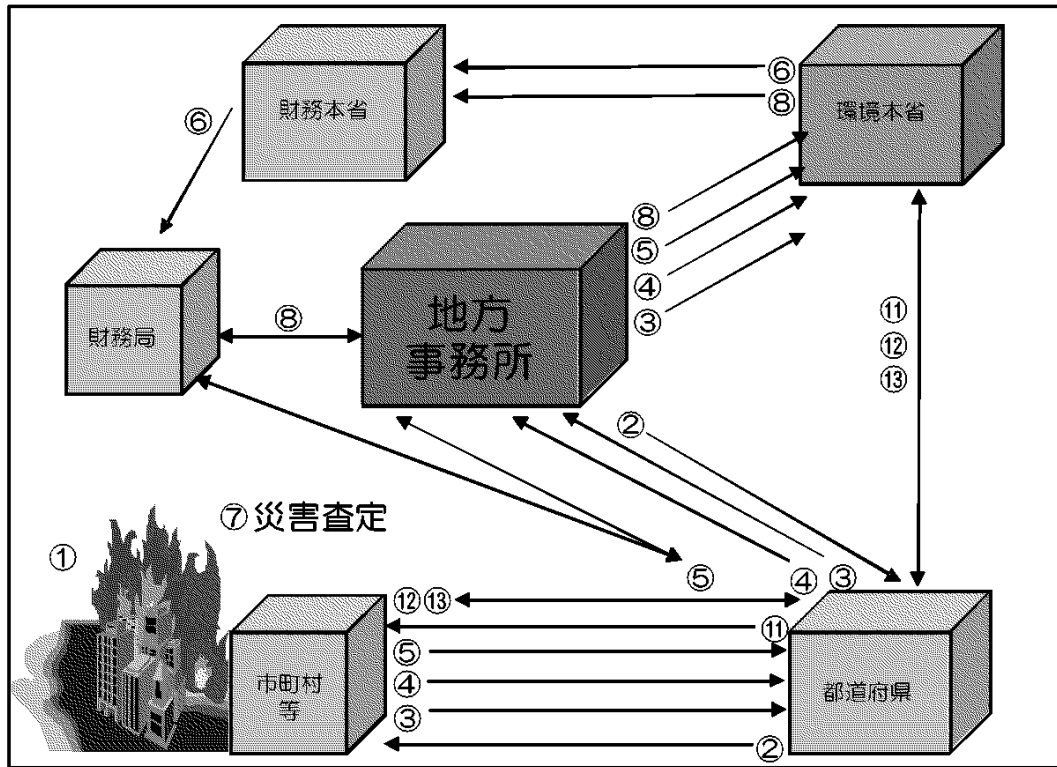 財務本省
⑥
⑧
環境本省
⑥
⑧
⑤
④
③
財務局
⑧
地方
事務所
⑪
⑫
⑬
②
⑦災害査定
①
⑤
④
③
⑫⑬
⑪
⑤
④
③
②
市町村
等
都道府県